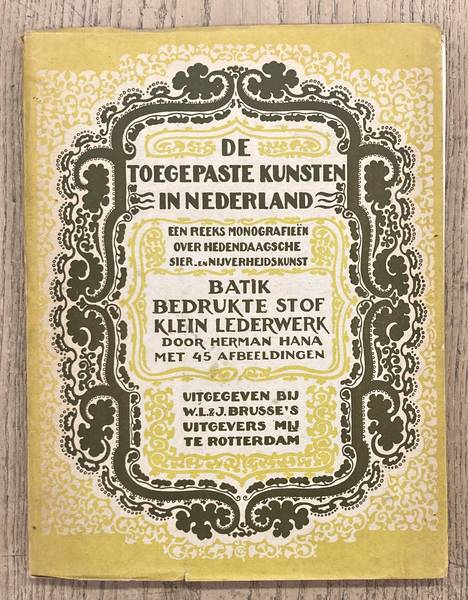 DE
TOEGEPASTE KUNSTEN
IN NEDERLAND
EEN REEKS MONOGRAFIEËN
OVER HEDENDAAGSCHE
SIER- EN NIJVERHEIDSKUNST
BATIK
BEDRUKTE STOF
KLEIN LEDERWERK
DOOR HERMAN HANA
MET 45 AFBEELDINGEN
UITGEGEVEN BIJ
W.L. & J. BRUSSE'S
UITGEVERS MIJ
TE ROTTERDAM